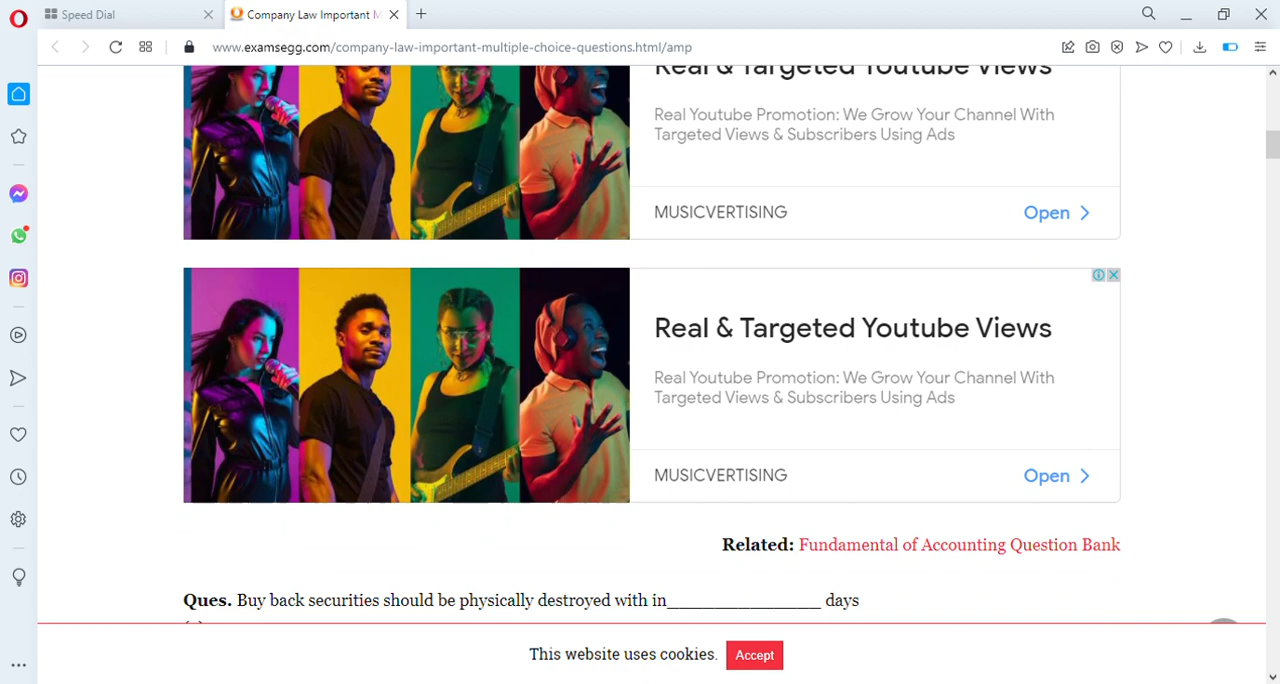 Speed Dial
Company Law Important M
www.examsegg.com/company-law-important-multiple-choice-questions.html/amp
Real & Targeted Youtube Views
Real Youtube Promotion: We Grow Your Channel With
Targeted Views & Subscribers Using Ads
MUSICVERTISING
Open
Real & Targeted Youtube Views
Real Youtube Promotion: We Grow Your Channel With
Targeted Views & Subscribers Using Ads
MUSICVERTISING
Open
Related: Fundamental of Accounting Question Bank
Ques. Buy back securities should be physically destroyed with in________________ days
This website uses cookies.
Accept